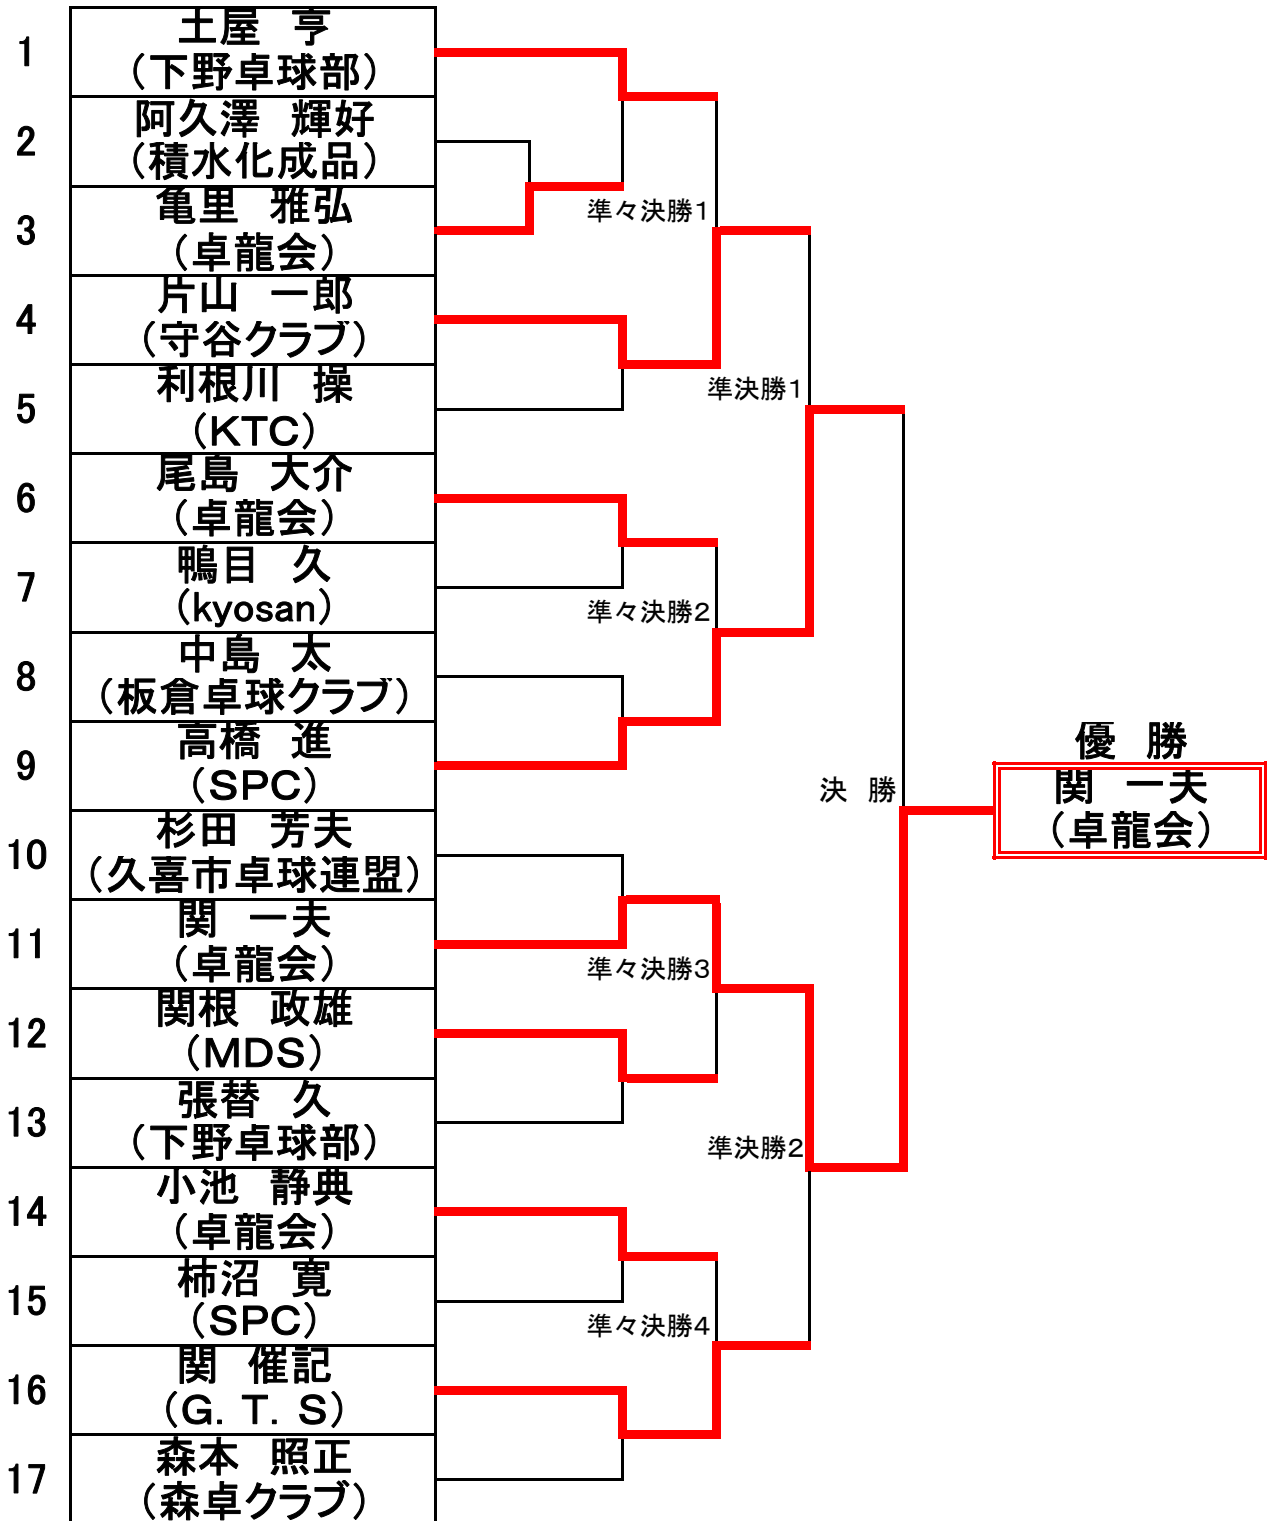 1
土屋 亨
(下野卓球部)
2
阿久澤 輝好
(積水化成品)
3
亀里 雅弘
(卓龍会)
準々決勝1
4
片山 一郎
(守谷クラブ)
5
利根川 操
(KTC)
準決勝1
6
尾島 大介
(卓龍会)
7
鴨目 久
(kyosan)
準々決勝2
8
中島 太
(板倉卓球クラブ)
9
高橋 進
(SPC)
決 勝
優 勝
関 一夫
(卓龍会)
10
杉田 芳夫
(久喜市卓球連盟)
11
関 一夫
(卓龍会)
準々決勝3
12
関根 政雄
(MDS)
13
張替 久
(下野卓球部)
準決勝2
14
小池 静典
(卓龍会)
15
柿沼 寛
(SPC)
準々決勝4
16
関 催記
(G. T. S)
17
森本 照正
(森卓クラブ)